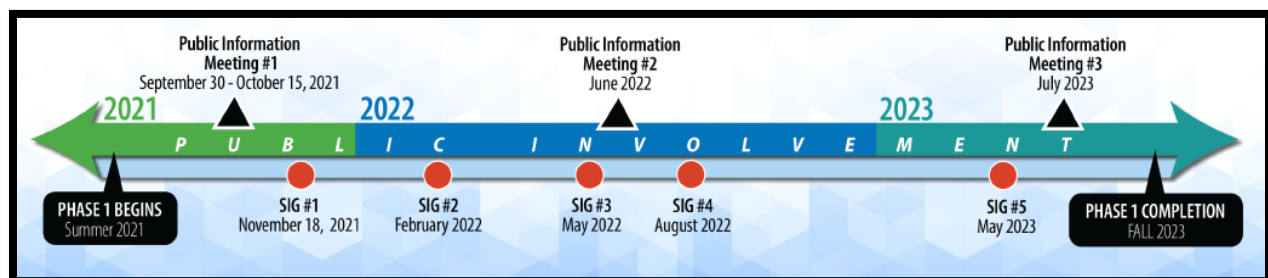 Public Information
Meeting #1
September 30 - October 15, 2021
Public Information
Meeting #2
June 2022
Public Information
Meeting #3
July 2023
2021
2022
2023
PUBLIC INVOLVEMENT
PHASE 1 BEGINS
Summer 2021
SIG #1
November 18, 2021
SIG #2
February 2022
SIG #3
May 2022
SIG #4
August 2022
SIG #5
May 2023
PHASE 1 COMPLETION
FALL 2023